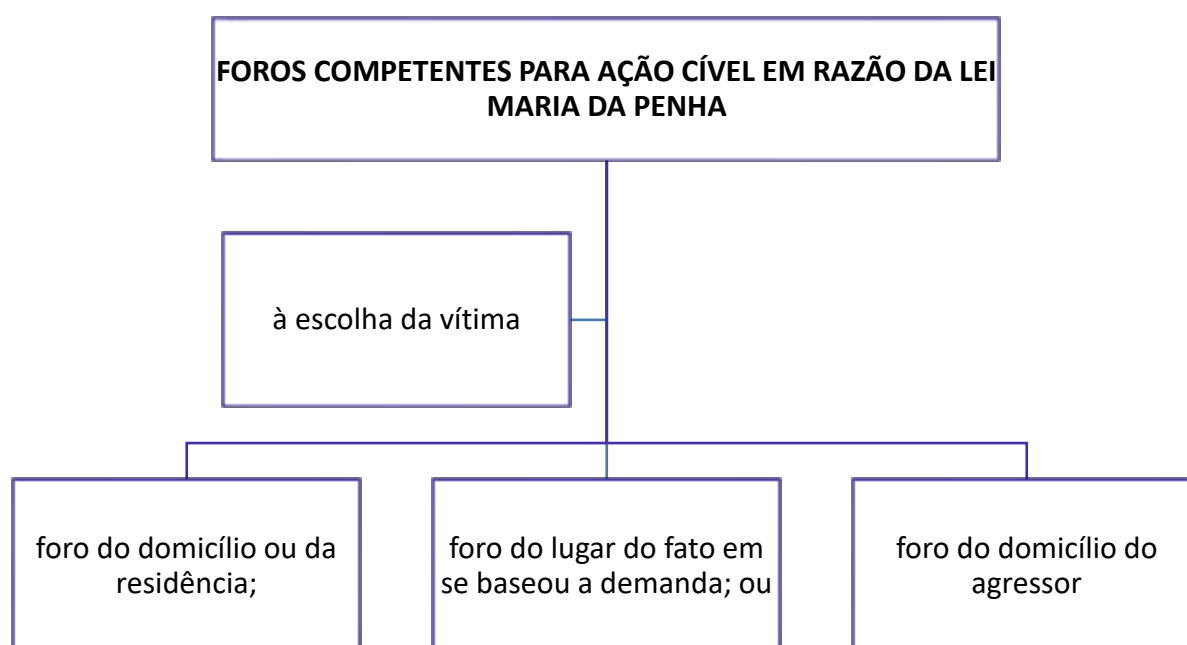 FOROS COMPETENTES PARA AÇÃO CÍVEL EM RAZÃO DA LEI
MARIA DA PENHA
à escolha da vítima
foro do domicílio ou da
residência;
foro do lugar do fato em
se baseou a demanda; ou
foro do domicílio do
agressor